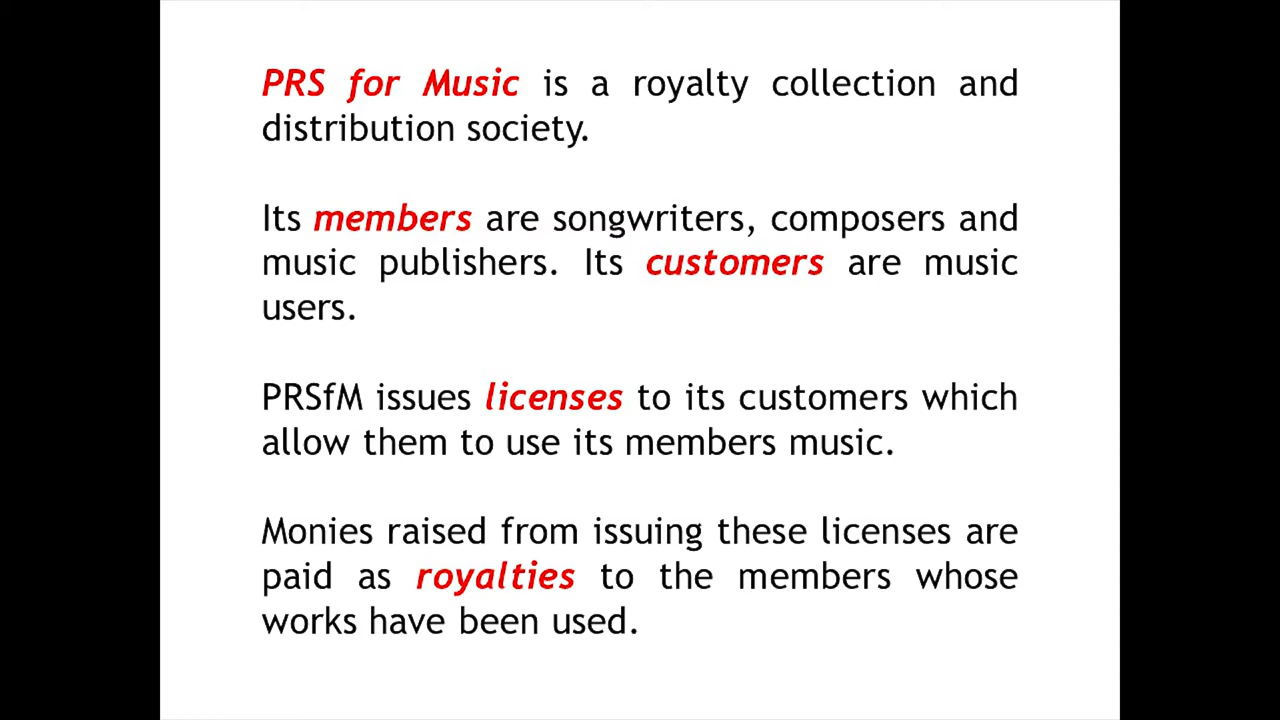 PRS for Music is a royalty collection and
distribution society.
Its members are songwriters, composers and
music publishers. Its customers are music
users.
PRSfM issues licenses to its customers which
allow them to use its members music.
Monies raised from issuing these licenses are
paid as royalties to the members whose
works have been used.